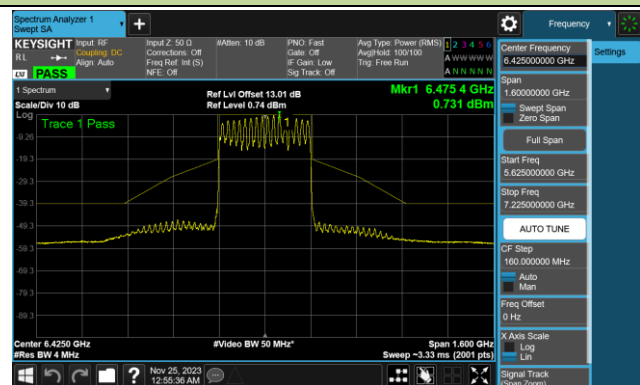 Spectrum Analyzer 1
Swept SA
Frequency
KEYSIGHT
Input: RF
Coupling: DC
Align: Auto
Input Z: 50 Ω
Corrections: Off
Freq Ref: Int (S)
NFE: Off
#Atten: 10 dB
PNO: Fast
Gate: Off
IF Gain: Low
Sig Track: Off
Avg Type: Power (RMS)
Avg|Hold: 100/100
Trig: Free Run
1 2 3 4 5 6
A W W W W W
A N N N N N
RL
LXI
PASS
1 Spectrum
Scale/Div 10 dB
Ref Lvl Offset 13.01 dB
Ref Level 0.74 dBm
Mkr1 6.475 4 GHz
0.731 dBm
Log
Trace 1 Pass
1
-9.26
-19.3
-29.3
-39.3
-49.3
-59.3
-69.3
-79.3
-89.3
Center 6.4250 GHz
#Res BW 4 MHz
#Video BW 50 MHz*
Span 1.600 GHz
Sweep ~3.33 ms (2001 pts)
Center Frequency
6.425000000 GHz
Settings
Span
1.60000000 GHz
Swept Span
Zero Span
Full Span
Start Freq
5.625000000 GHz
Stop Freq
7.225000000 GHz
AUTO TUNE
CF Step
160.000000 MHz
Auto
Man
Freq Offset
0 Hz
X Axis Scale
Log
Lin
Signal Track
(Span Zoom)
Nov 25, 2023
12:55:36 AM